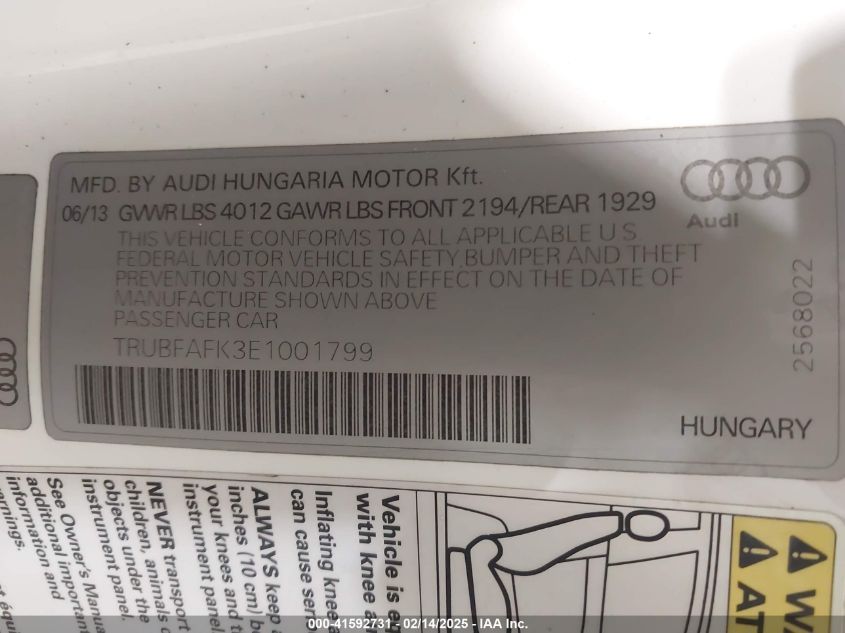 MFD. BY AUDI HUNGARIA MOTOR Kft.
06/13 GVWR LBS 4012 GAWR LBS FRONT 2194/REAR 1929
THIS VEHICLE CONFORMS TO ALL APPLICABLE U S
FEDERAL MOTOR VEHICLE SAFETY, BUMPER AND THEFT
PREVENTION STANDARDS IN EFFECT ON THE DATE OF
MANUFACTURE SHOWN ABOVE
PASSENGER CAR
TRUBFAFK3E1001799
Audi
2568022
HUNGARY
Vehicle is
with knee
Inflating knee
can cause
ALWAYS keep
inches (10 cm)
your knees and
instrument panel
NEVER transport
children, animals
objects under the
instrument panel.
See Owner's
additional important
information and
000-41592731 - 02/14/2025 - IAA Inc.